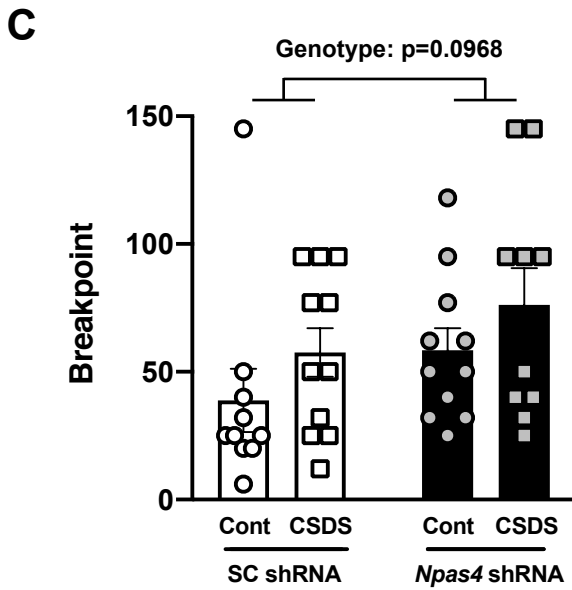 C
Genotype: p=0.0968
150
100
50
0
Breakpoint
Cont CSDS Cont CSDS
SC shRNA Npas4 shRNA